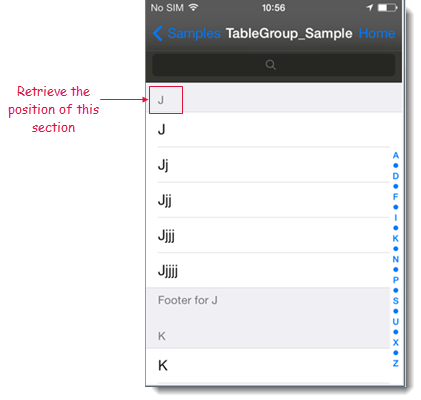 No SIM 10:56
Samples TableGroup_Sample Home
Retrieve the
position of this
section
J
J
Jj
Jjj
Jjjj
Jjjjj
Footer for J
K
K
A
D
F
I
K
N
P
S
U
X
Z